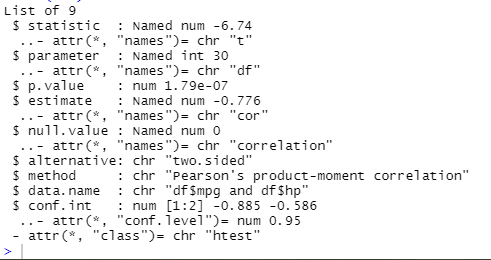 List of 9
 $ statistic  : Named num -6.74
  ..- attr(*, "names")= chr "t"
 $ parameter  : Named int 30
  ..- attr(*, "names")= chr "df"
 $ p.value    : num 1.79e-07
 $ estimate   : Named num -0.776
  ..- attr(*, "names")= chr "cor"
 $ null.value : Named num 0
  ..- attr(*, "names")= chr "correlation"
 $ alternative: chr "two.sided"
 $ method     : chr "Pearson's product-moment correlation"
 $ data.name  : chr "df$mpg and df$hp"
 $ conf.int   : num [1:2] -0.885 -0.586
  ..- attr(*, "conf.level")= num 0.95
 - attr(*, "class")= chr "htest"
>